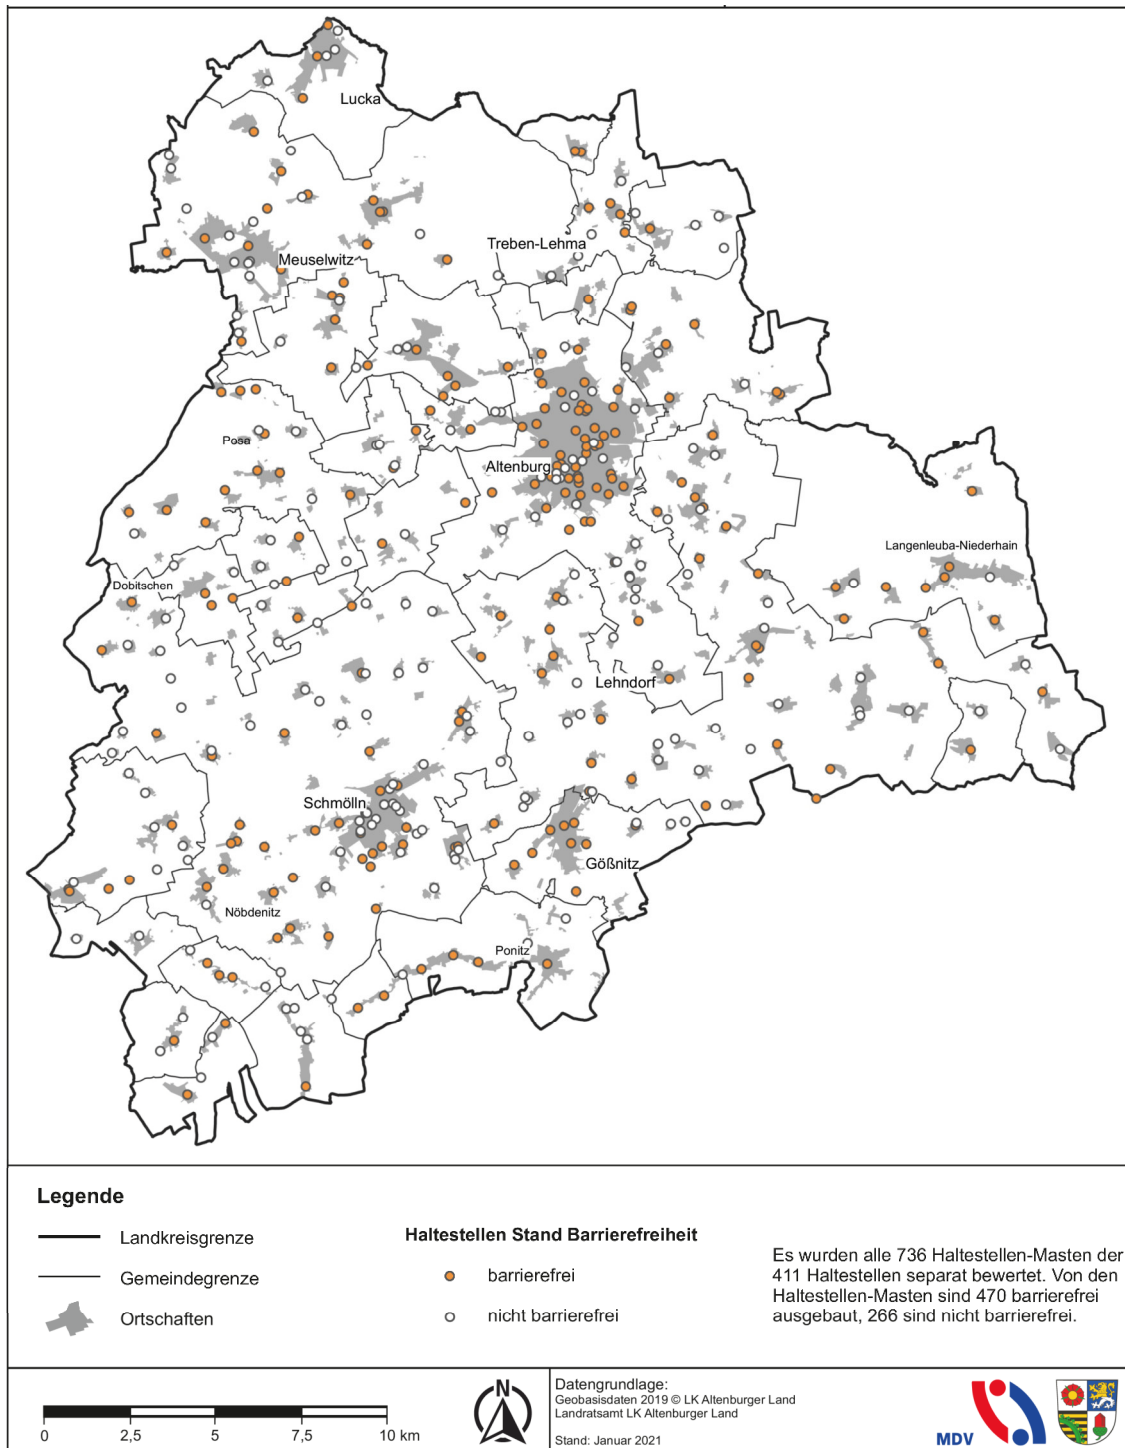 Lucka
Treben-Lehma
Meuselwitz
Posa
Altenburg
Langenleuba-Niederhain
Dobitschen
Lehndorf
Schmölln
Gößnitz
Nöbdenitz
Ponitz
Legende
Landkreisgrenze
Gemeindegrenze
Ortschaften
Haltestellen Stand Barrierefreiheit
barrierefrei
nicht barrierefrei
Es wurden alle 736 Haltestellen-Masten der
411 Haltestellen separat bewertet. Von den
Haltestellen-Masten sind 470 barrierefrei
ausgebaut, 266 sind nicht barrierefrei.
0 2,5 5 7,5 10 km
N
Datengrundlage:
Geobasisdaten 2019 © LK Altenburger Land
Landratsamt LK Altenburger Land
Stand: Januar 2021
MDV